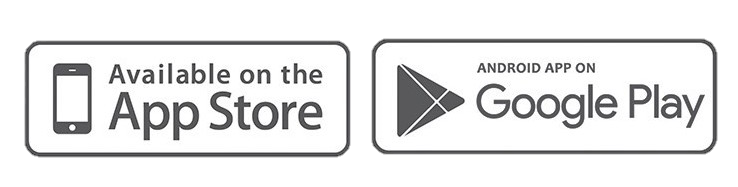 Available on the
App Store
ANDROID APP ON
Google Play